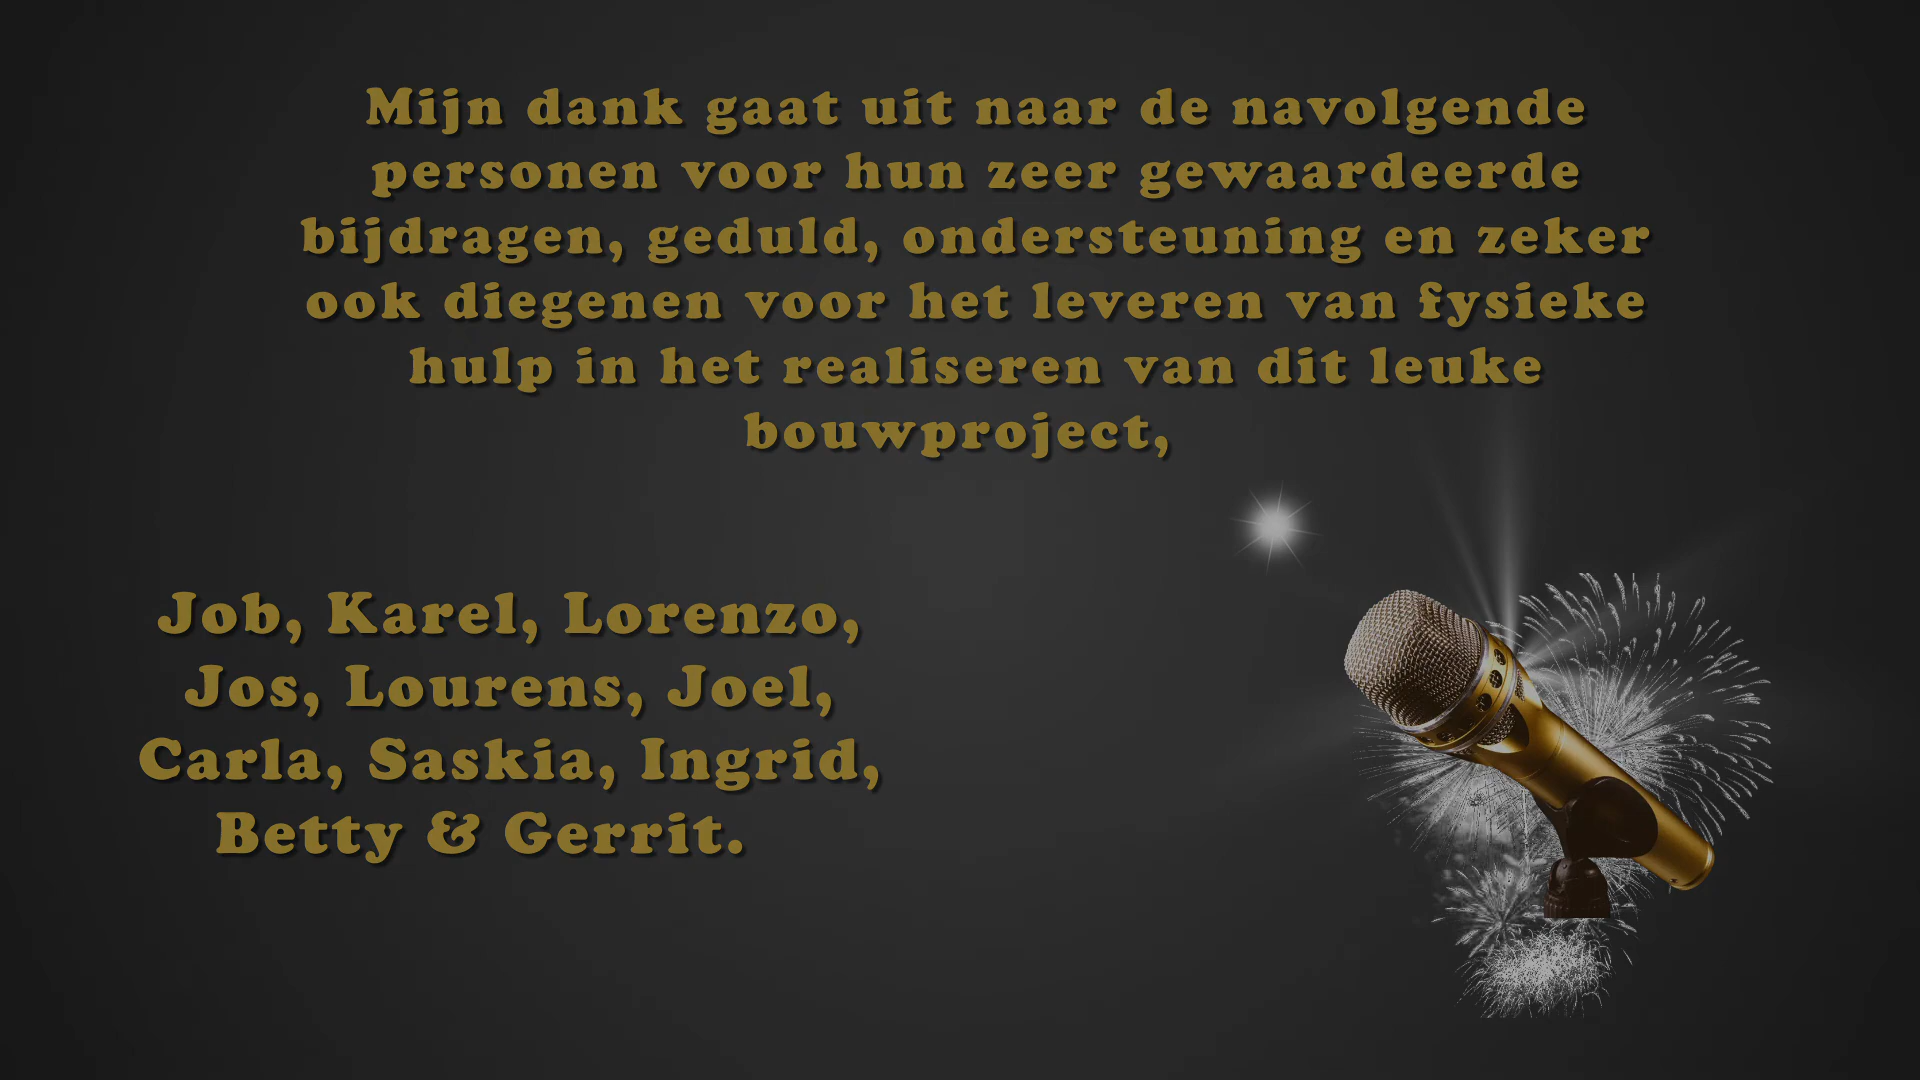 Mijn dank gaat uit naar de navolgende
personen voor hun zeer gewaardeerde
bijdragen, geduld, ondersteuning en zeker
ook diegenen voor het leveren van fysieke
hulp in het realiseren van dit leuke
bouwproject,
Job, Karel, Lorenzo,
Jos, Lourens, Joel,
Carla, Saskia, Ingrid,
Betty & Gerrit.